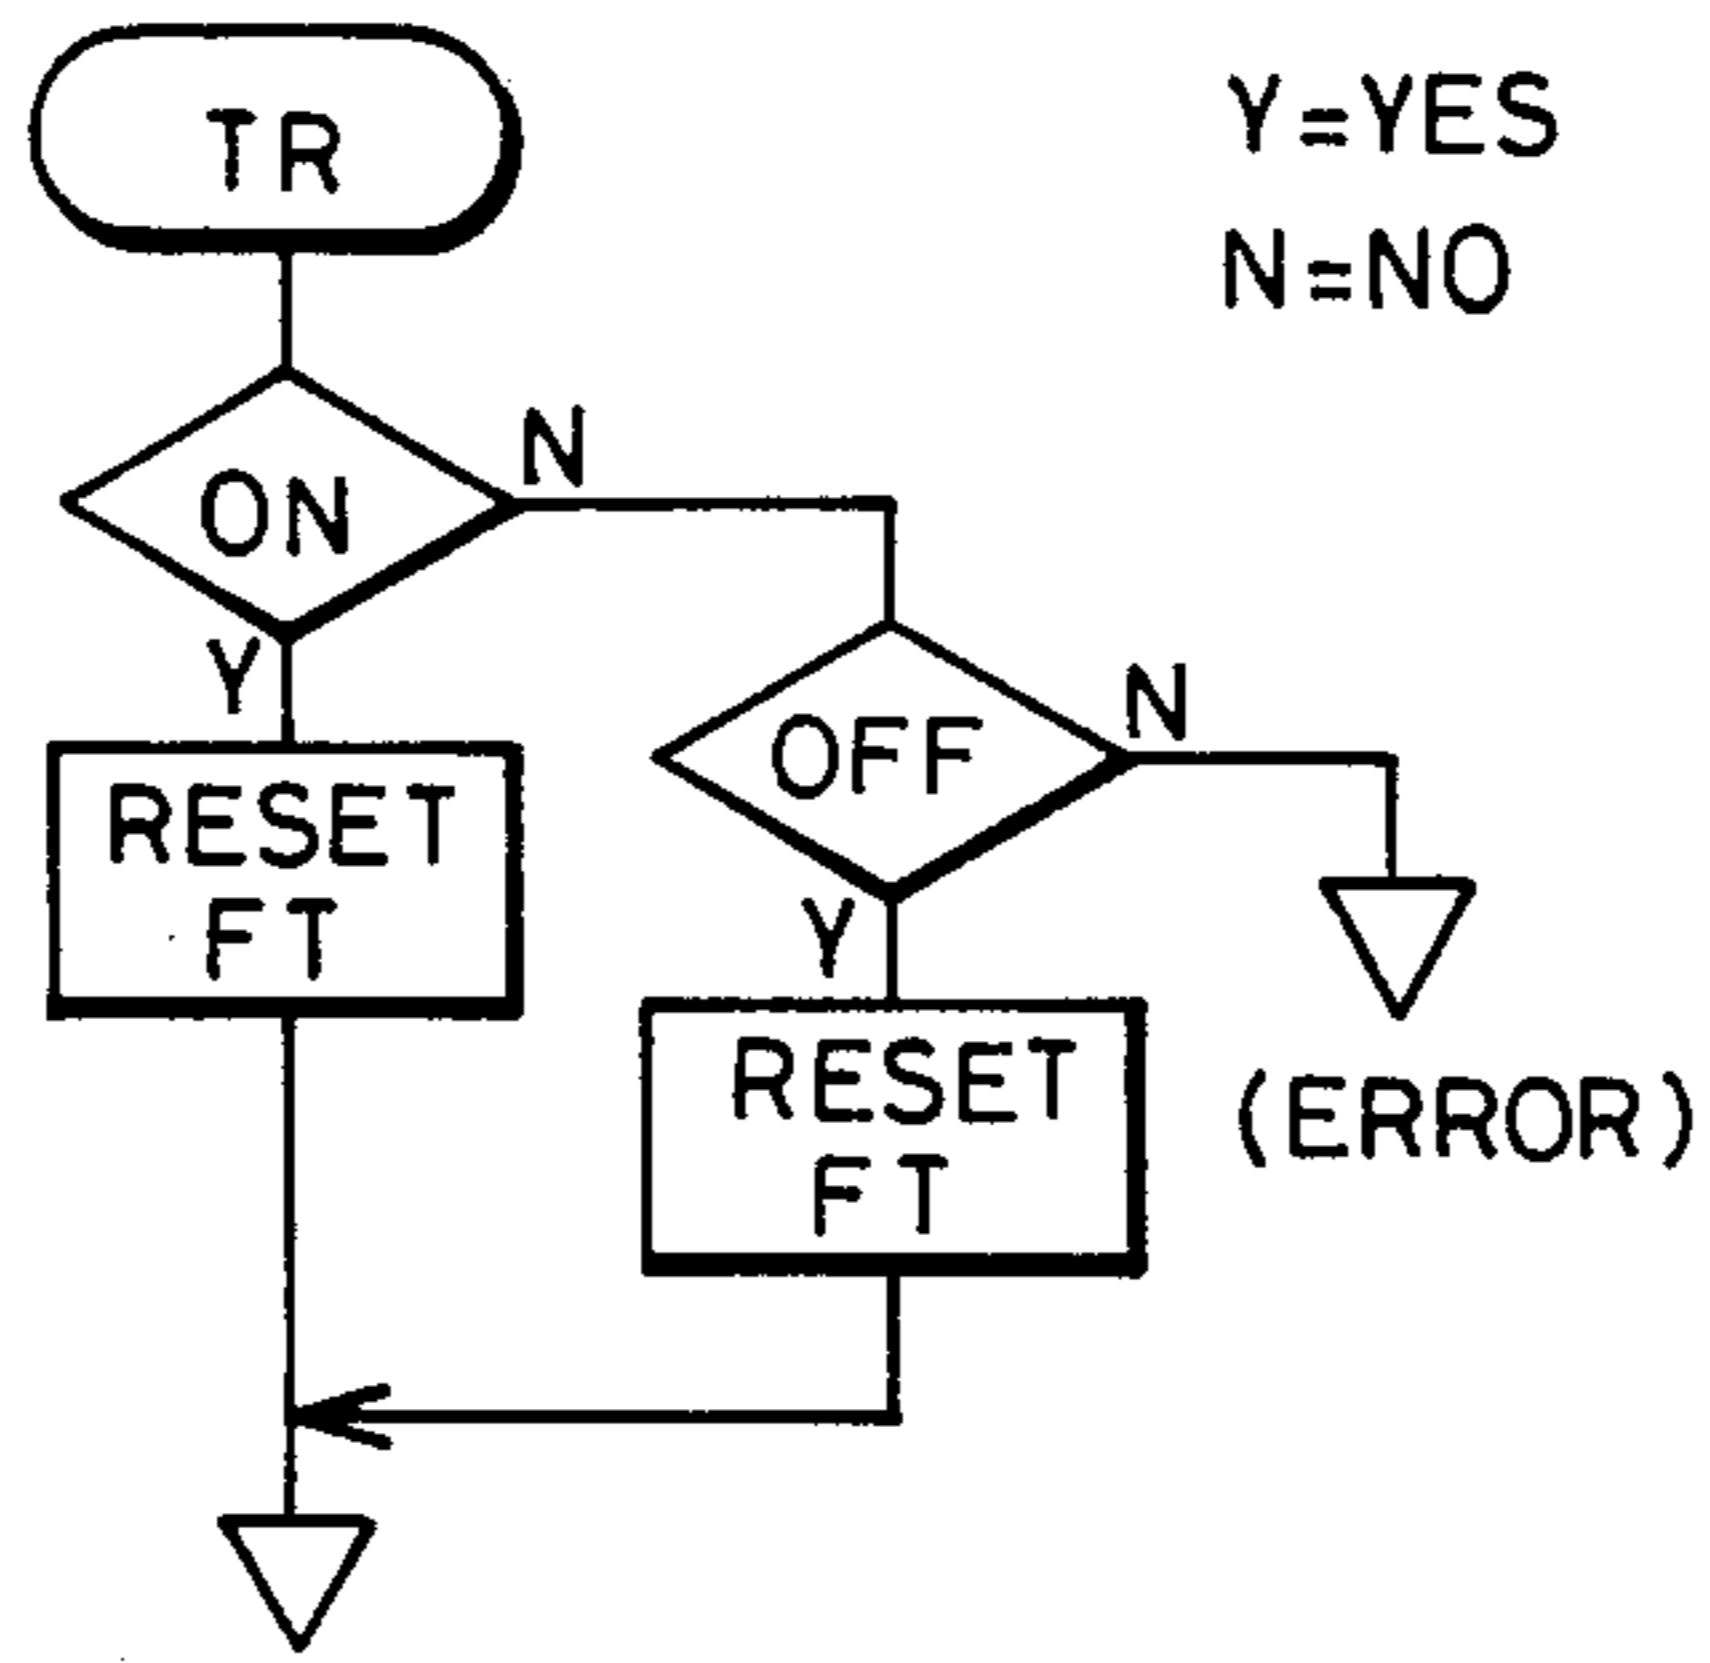 TR
Y=YES
N=NO
N
ON
Y
RESET
FT
N
OFF
Y
RESET
FT
(ERROR)